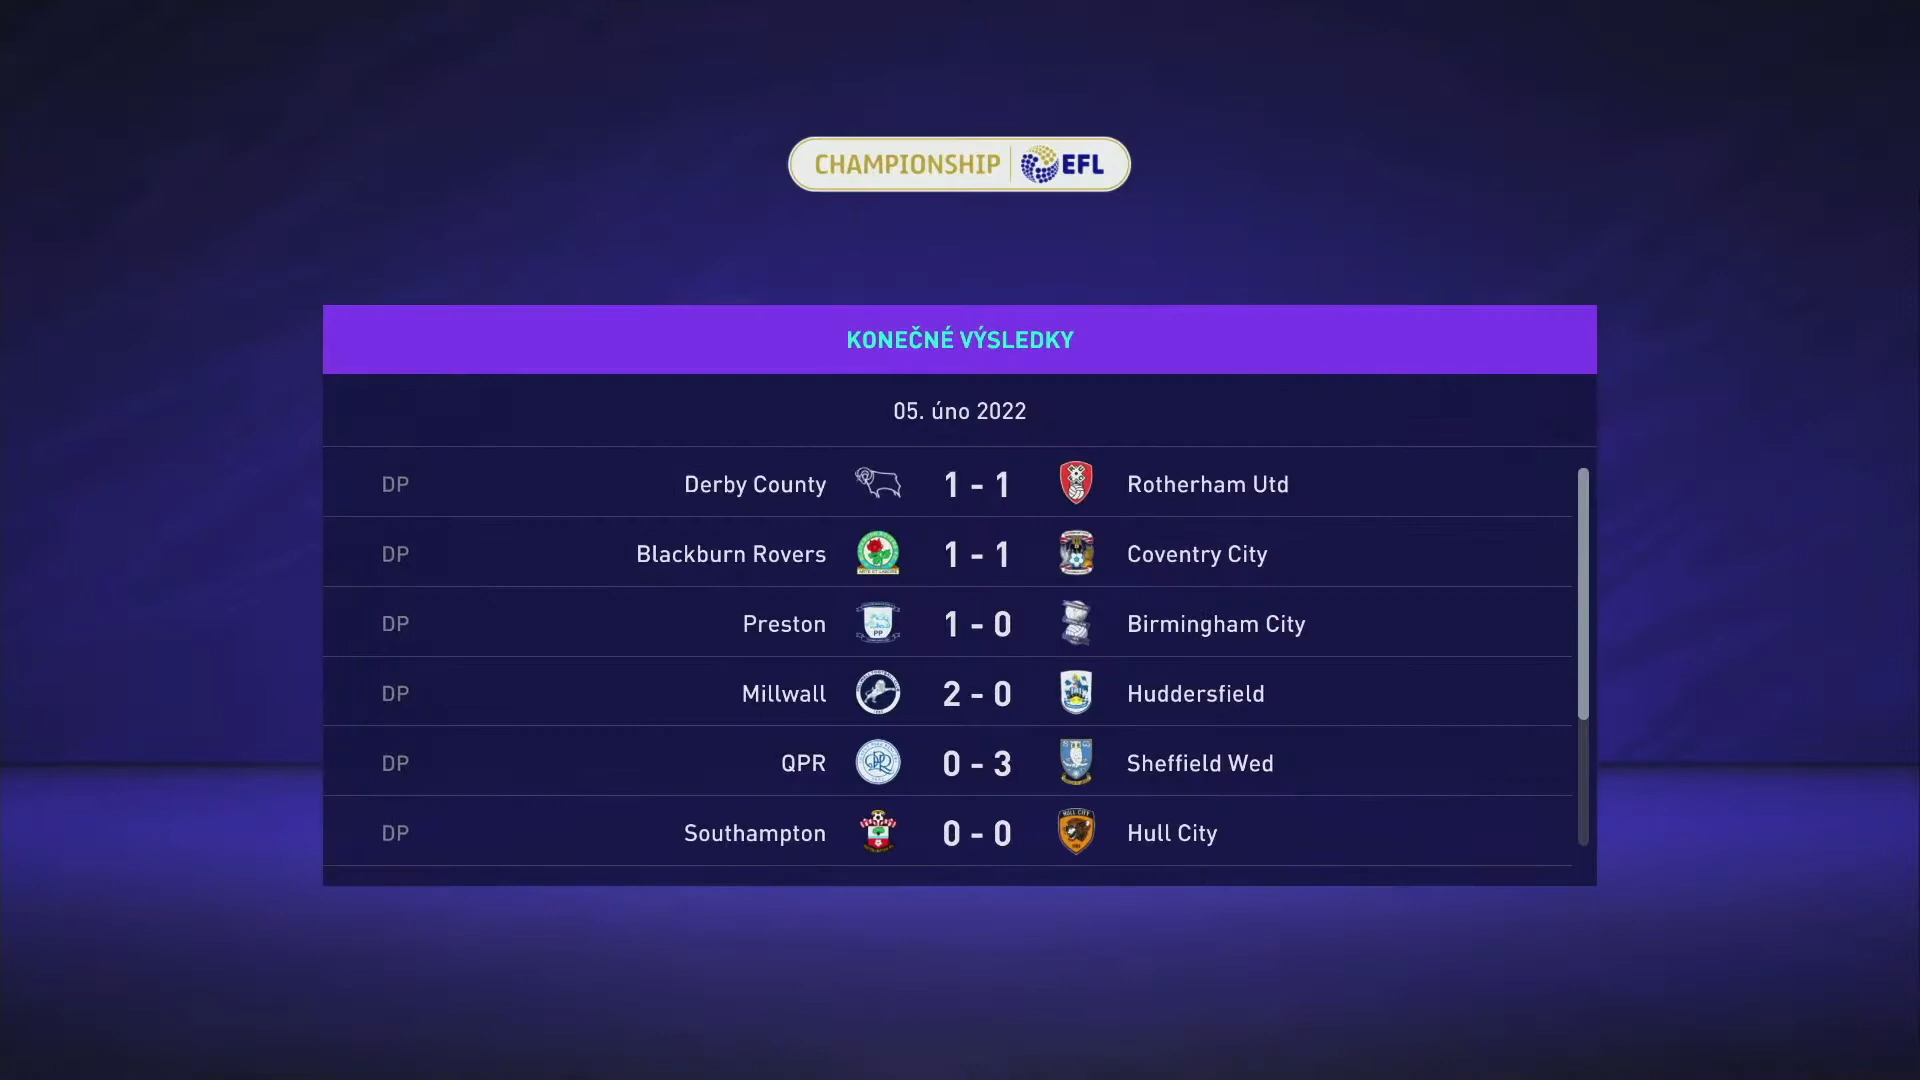 CHAMPIONSHIP EFL
KONEČNÉ VÝSLEDKY
05. úno 2022
DP Derby County 1 - 1 Rotherham Utd
DP Blackburn Rovers 1 - 1 Coventry City
DP Preston 1 - 0 Birmingham City
DP Millwall 2 - 0 Huddersfield
DP QPR 0 - 3 Sheffield Wed
DP Southampton 0 - 0 Hull City